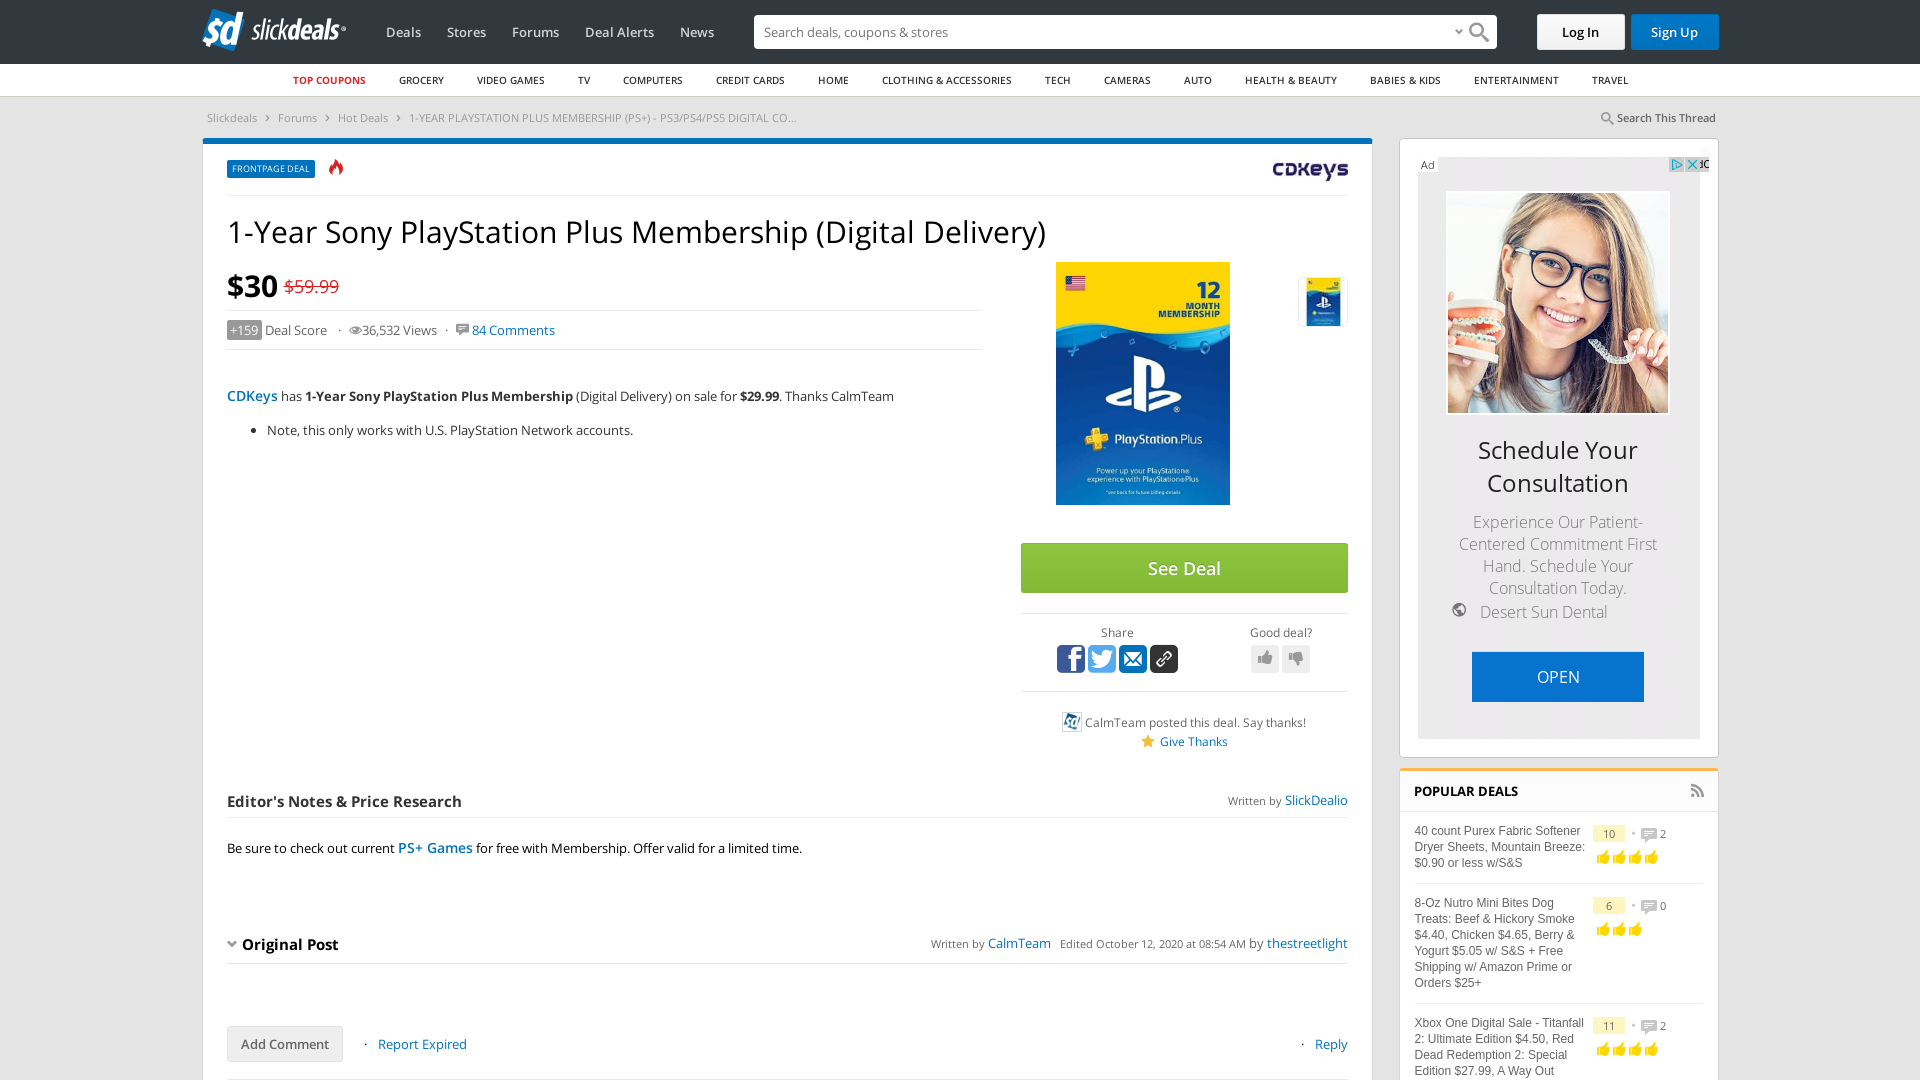 slickdeals
Deals
Stores
Forums
Deal Alerts
News
Search deals, coupons & stores
Log In
Sign Up
TOP COUPONS
GROCERY
VIDEO GAMES
TV
COMPUTERS
CREDIT CARDS
HOME
CLOTHING & ACCESSORIES
TECH
CAMERAS
AUTO
HEALTH & BEAUTY
BABIES & KIDS
ENTERTAINMENT
TRAVEL
Slickdeals › Forums › Hot Deals › 1-YEAR PLAYSTATION PLUS MEMBERSHIP (PS+) - PS3/PS4/PS5 DIGITAL CO...
Search This Thread
FRONTPAGE DEAL
CDKeys
1-Year Sony PlayStation Plus Membership (Digital Delivery)
$30 $59.99
+159 Deal Score · 36,532 Views · 84 Comments
CDKeys has 1-Year Sony PlayStation Plus Membership (Digital Delivery) on sale for $29.99. Thanks CalmTeam
• Note, this only works with U.S. PlayStation Network accounts.
12
MONTH
MEMBERSHIP
PlayStation.Plus
Power up your PlayStation®
experience with PlayStation®Plus
*see back for future billing details
See Deal
Share
Good deal?
CalmTeam posted this deal. Say thanks!
Give Thanks
Editor's Notes & Price Research
Written by SlickDealio
Be sure to check out current PS+ Games for free with Membership. Offer valid for a limited time.
Original Post
Written by CalmTeam Edited October 12, 2020 at 08:54 AM by thestreetlight
Add Comment
· Report Expired
· Reply
Ad
Schedule Your
Consultation
Experience Our Patient-
Centered Commitment First
Hand. Schedule Your
Consultation Today.
Desert Sun Dental
OPEN
POPULAR DEALS
40 count Purex Fabric Softener
Dryer Sheets, Mountain Breeze:
$0.90 or less w/S&S
10 • 2
8-Oz Nutro Mini Bites Dog
Treats: Beef & Hickory Smoke
$4.40, Chicken $4.65, Berry &
Yogurt $5.05 w/ S&S + Free
Shipping w/ Amazon Prime or
Orders $25+
6 • 0
Xbox One Digital Sale - Titanfall
2: Ultimate Edition $4.50, Red
Dead Redemption 2: Special
Edition $27.99, A Way Out
11 • 2